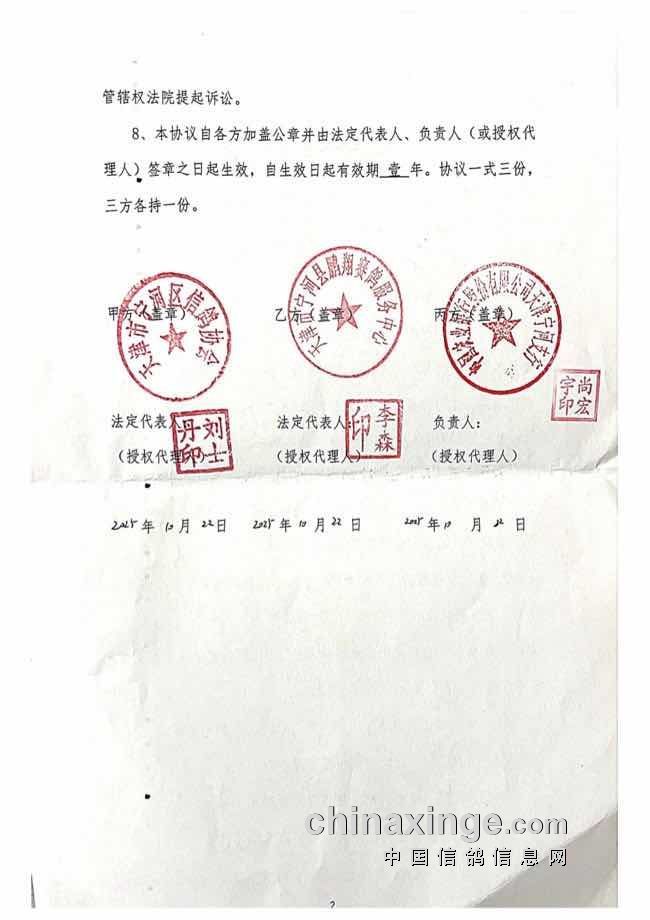 管辖权法院提起诉讼。
8、本协议自各方加盖公章并由法定代表人、负责人（或授权代
理人）签章之日起生效，自生效日起有效期 壹 年。协议一式三份，
三方各持一份。
天津市宁河区信鸽协会
宁河县鹏翔赛鸽服务中心
有限公司天津宁河支行
甲方（盖章） 乙方（盖章） 丙方（盖章）
尚宏宇印
法定代表人 法定代表人： 负责人：
刘士丹印
李森印
（授权代理人） （授权代理人） （授权代理人）
2025年10月22日 2025年10月22日 2025年10月22日
chinaxinge.com
中国信鸽信息网
2